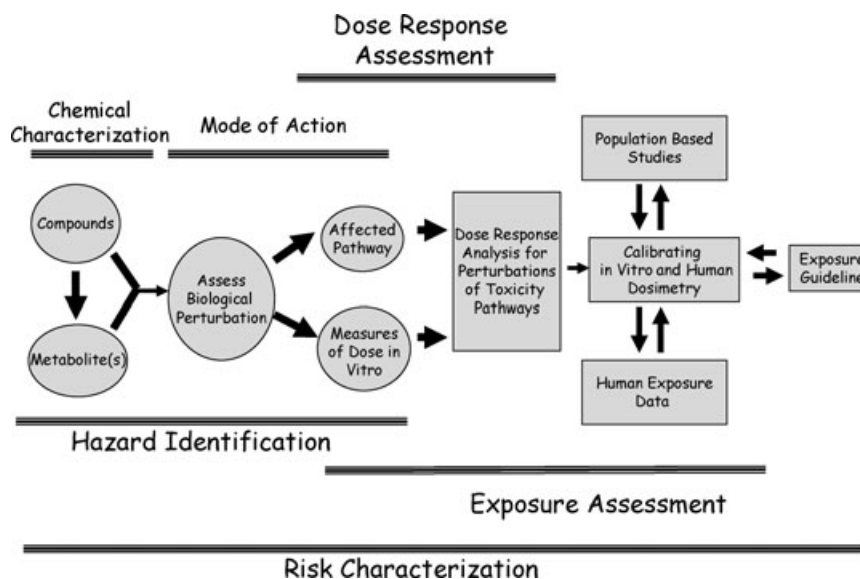 Dose Response
Assessment
Chemical
Characterization
Mode of Action
Population Based
Studies
Compounds
Affected
Pathway
Dose Response
Analysis for
Perturbations
of Toxicity
Pathways
Calibrating
in Vitro and Human
Dosimetry
Exposure
Guideline
Assess
Biological
Perturbation
Metabolite(s)
Measures
of Dose in
Vitro
Human Exposure
Data
Hazard Identification
Exposure Assessment
Risk Characterization